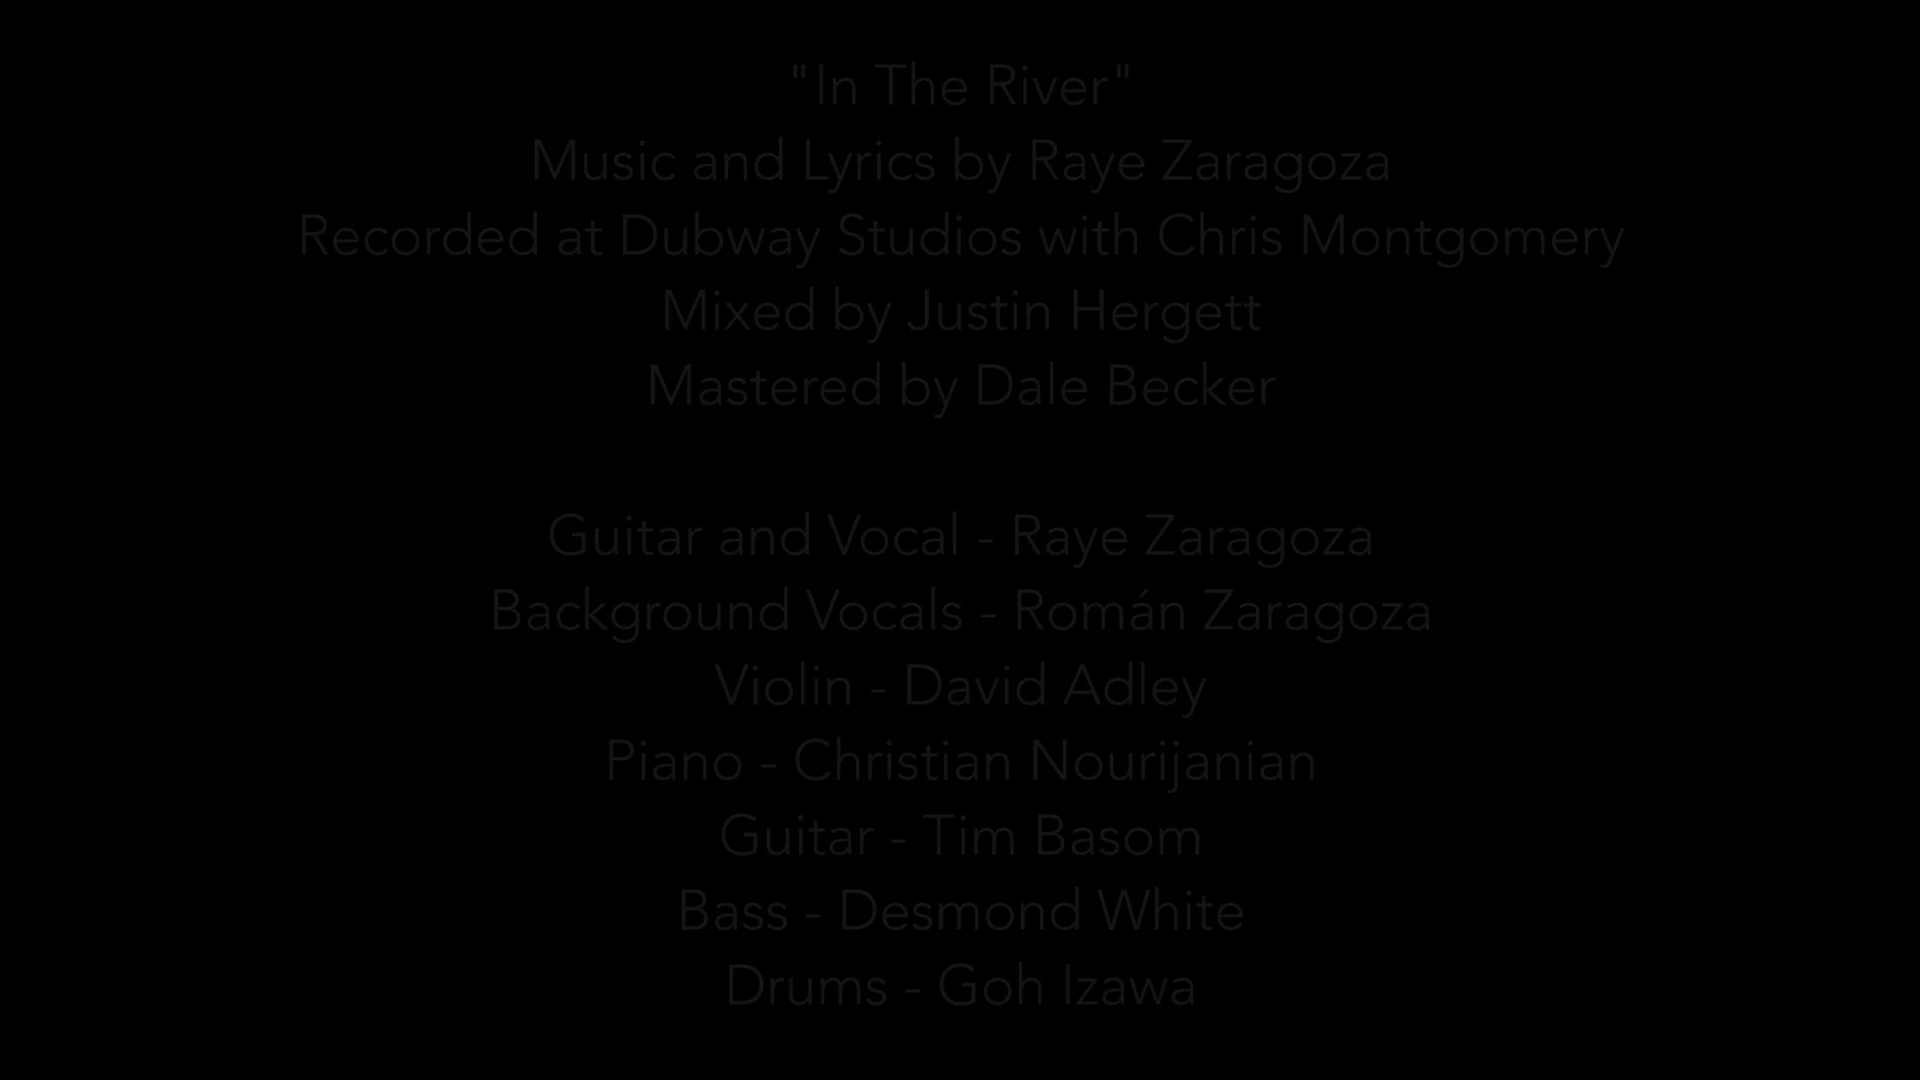 "In The River"
Music and Lyrics by Raye Zaragoza
Recorded at Dubway Studios with Chris Montgomery
Mixed by Justin Hergett
Mastered by Dale Becker
Guitar and Vocal - Raye Zaragoza
Background Vocals - Román Zaragoza
Violin - David Adley
Piano - Christian Nourijanian
Guitar - Tim Basom
Bass - Desmond White
Drums - Goh Izawa